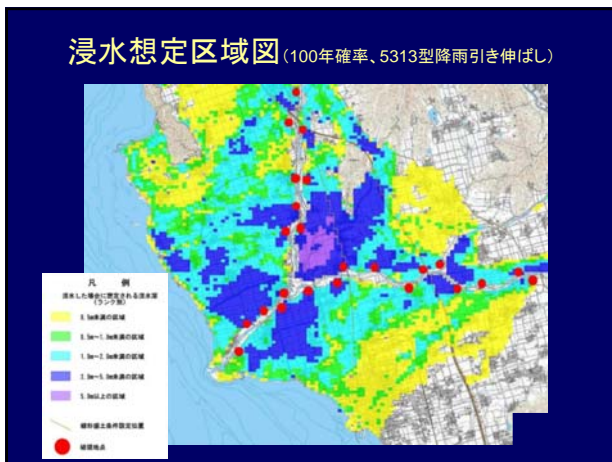 浸水想定区域図(100年確率、5313型降雨引き伸ばし)
凡 例
浸水した場合に想定される浸水深
(ランク別)
0.5m未満の区域
0.5m~1.0m未満の区域
1.0m~2.0m未満の区域
2.0m~5.0m未満の区域
5.0m以上の区域
破堤地点